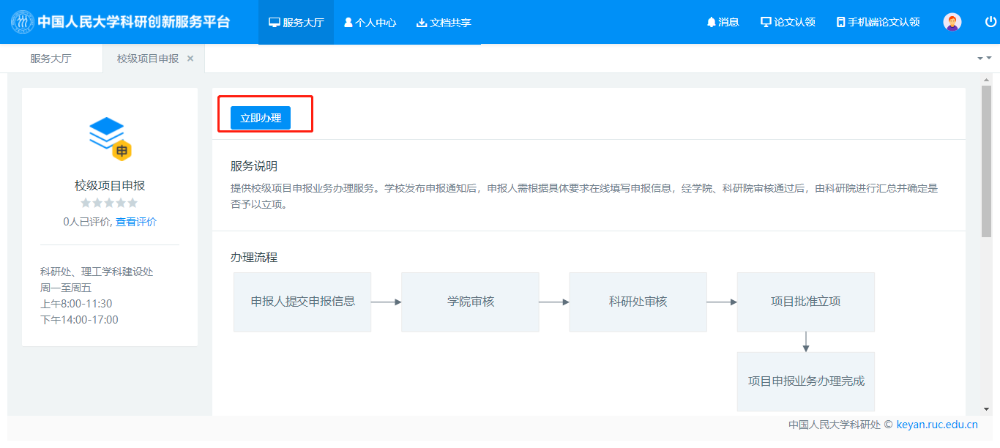 中国人民大学科研创新服务平台
服务大厅
个人中心
文档共享
消息
论文认领
手机端论文认领
服务大厅
校级项目申报 ×
申
校级项目申报
0人已评价, 查看评价
科研处、理工学科建设处
周一至周五
上午8:00-11:30
下午14:00-17:00
立即办理
服务说明
提供校级项目申报业务办理服务。学校发布申报通知后，申报人需根据具体要求在线填写申报信息，经学院、科研院审核通过后，由科研院进行汇总并确定是
否予以立项。
办理流程
申报人提交申报信息
学院审核
科研处审核
项目批准立项
项目申报业务办理完成
中国人民大学科研处 © keyan.ruc.edu.cn